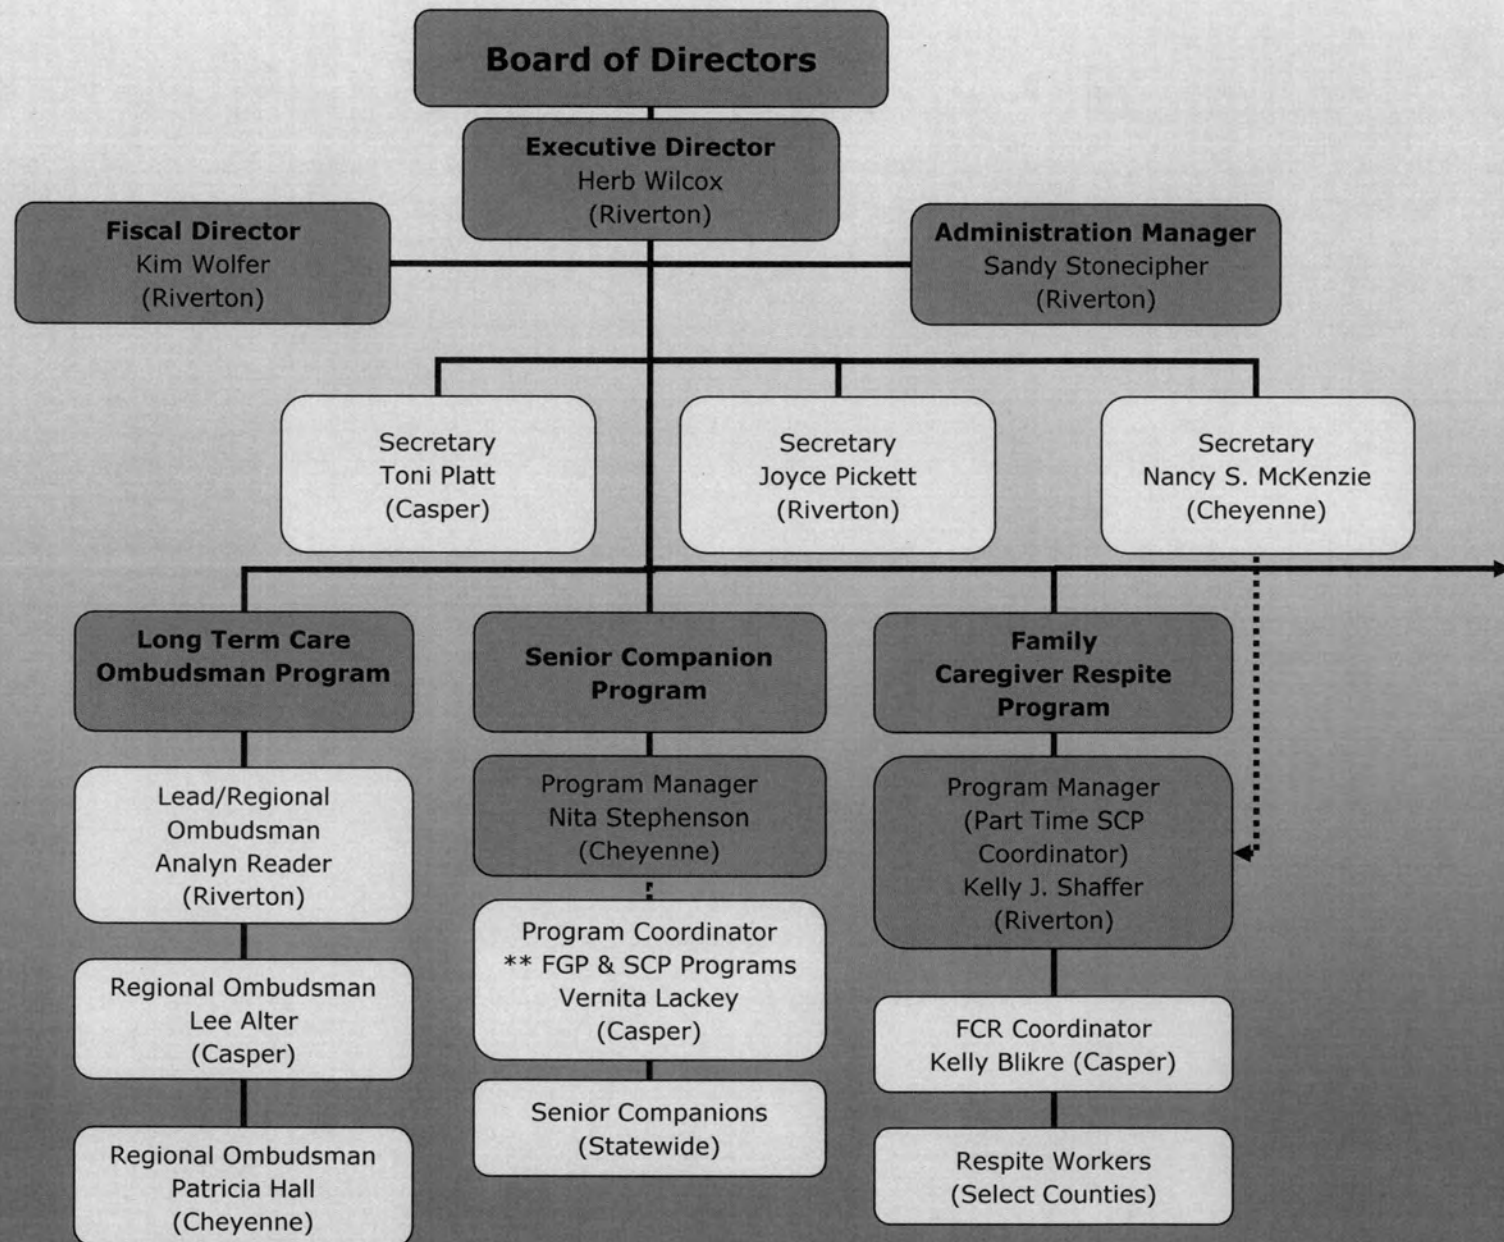 Board of Directors
Executive Director
Herb Wilcox
(Riverton)
Fiscal Director
Kim Wolfer
(Riverton)
Administration Manager
Sandy Stonecipher
(Riverton)
Secretary
Toni Platt
(Casper)
Secretary
Joyce Pickett
(Riverton)
Secretary
Nancy S. McKenzie
(Cheyenne)
Long Term Care
Ombudsman Program
Lead/Regional
Ombudsman
Analyn Reader
(Riverton)
Regional Ombudsman
Lee Alter
(Casper)
Regional Ombudsman
Patricia Hall
(Cheyenne)
Senior Companion
Program
Program Manager
Nita Stephenson
(Cheyenne)
Program Coordinator
** FGP & SCP Programs
Vernita Lackey
(Casper)
Senior Companions
(Statewide)
Family
Caregiver Respite
Program
Program Manager
(Part Time SCP
Coordinator)
Kelly J. Shaffer
(Riverton)
FCR Coordinator
Kelly Blikre (Casper)
Respite Workers
(Select Counties)